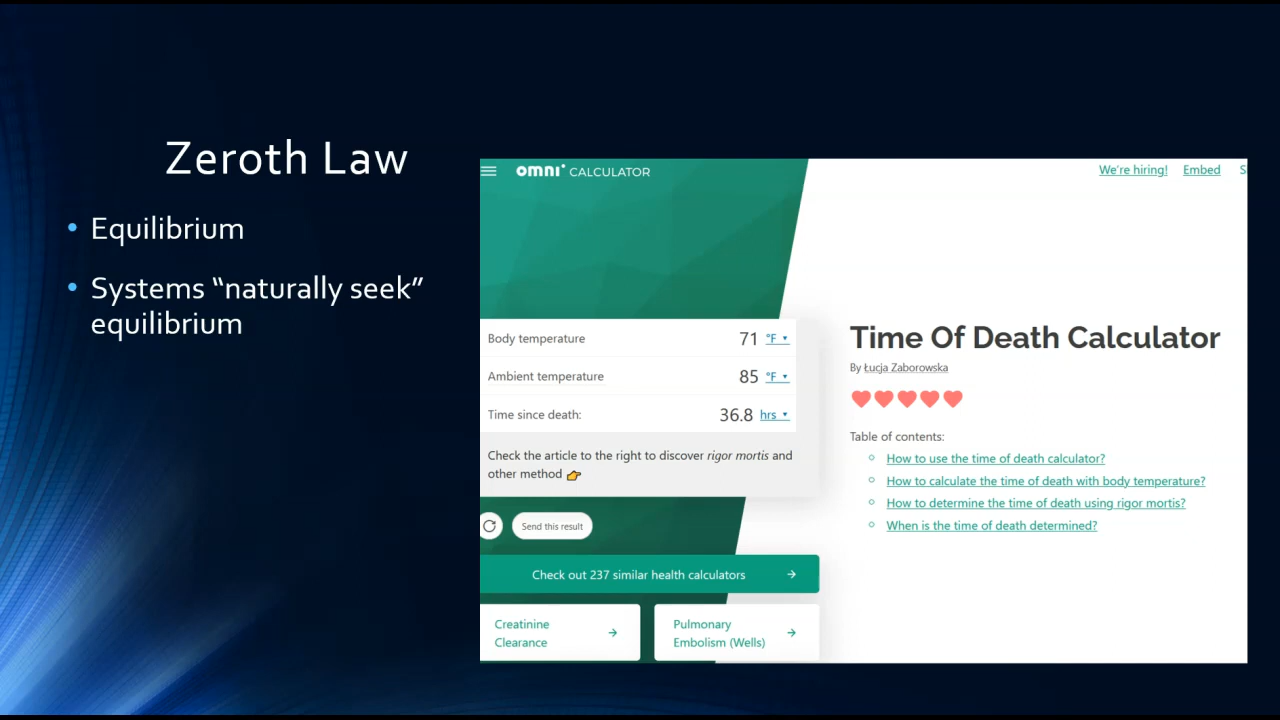 Zeroth Law
• Equilibrium
• Systems “naturally seek”
equilibrium
omni CALCULATOR
We're hiring! Embed S
Body temperature 71 °F
Ambient temperature 85 °F
Time since death: 36.8 hrs
Check the article to the right to discover rigor mortis and
other method 👉
Send this result
Check out 237 similar health calculators →
Creatinine
Clearance →
Pulmonary
Embolism (Wells) →
Time Of Death Calculator
By Łucja Zaborowska
Table of contents:
How to use the time of death calculator?
How to calculate the time of death with body temperature?
How to determine the time of death using rigor mortis?
When is the time of death determined?